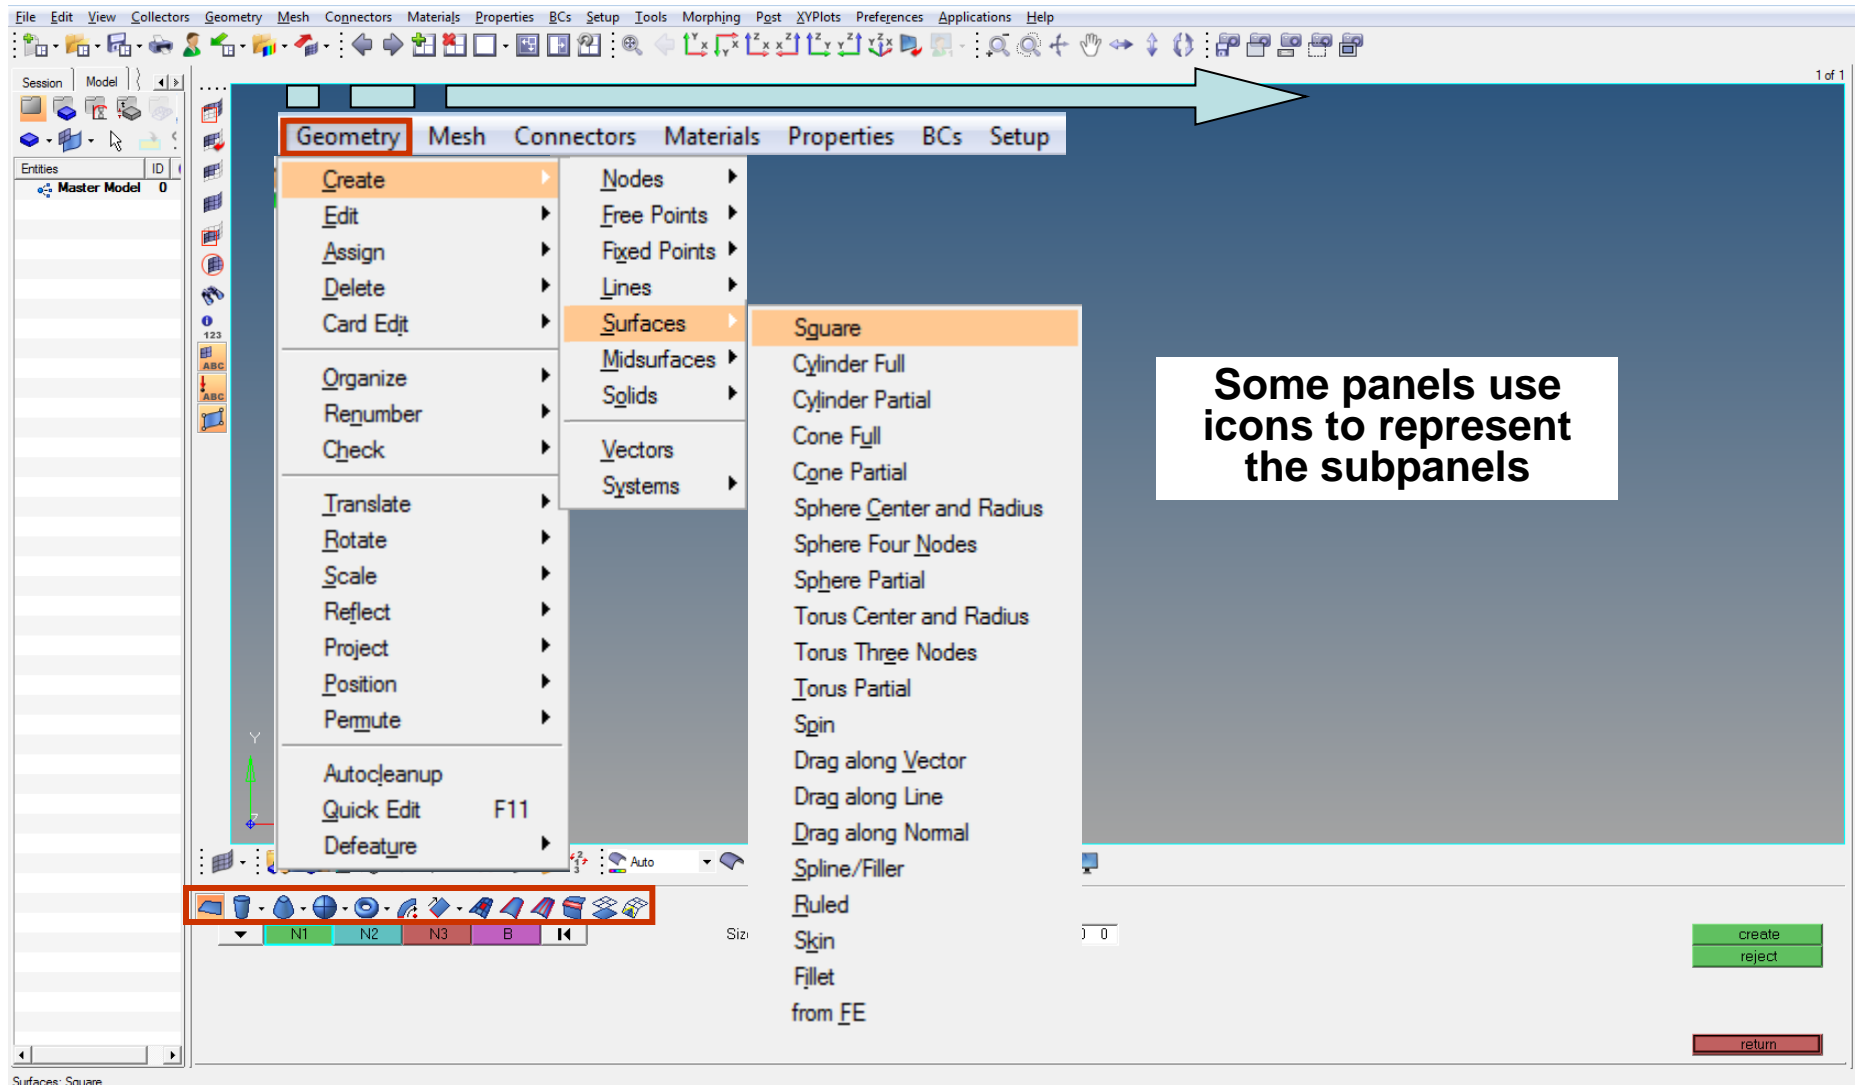 File Edit View Collectors Geometry Mesh Connectors Materials Properties BCs Setup Tools Morphing Post XYPlots Preferences Applications Help
Session Model
1 of 1
Entities ID
Master Model 0
123
ABC
ABC
Geometry Mesh Connectors Materials Properties BCs Setup
Create
Edit
Assign
Delete
Card Edit
Organize
Renumber
Check
Translate
Rotate
Scale
Reflect
Project
Position
Permute
Autocleanup
Quick Edit F11
Defeature
Nodes
Free Points
Fixed Points
Lines
Surfaces
Midsurfaces
Solids
Vectors
Systems
Square
Cylinder Full
Cylinder Partial
Cone Full
Cone Partial
Sphere Center and Radius
Sphere Four Nodes
Sphere Partial
Torus Center and Radius
Torus Three Nodes
Torus Partial
Spin
Drag along Vector
Drag along Line
Drag along Normal
Spline/Filler
Ruled
Skin
Fillet
from FE
Some panels use
icons to represent
the subpanels
Y
Z
Auto
N1 N2 N3 B
0
create
reject
return
Surfaces: Square